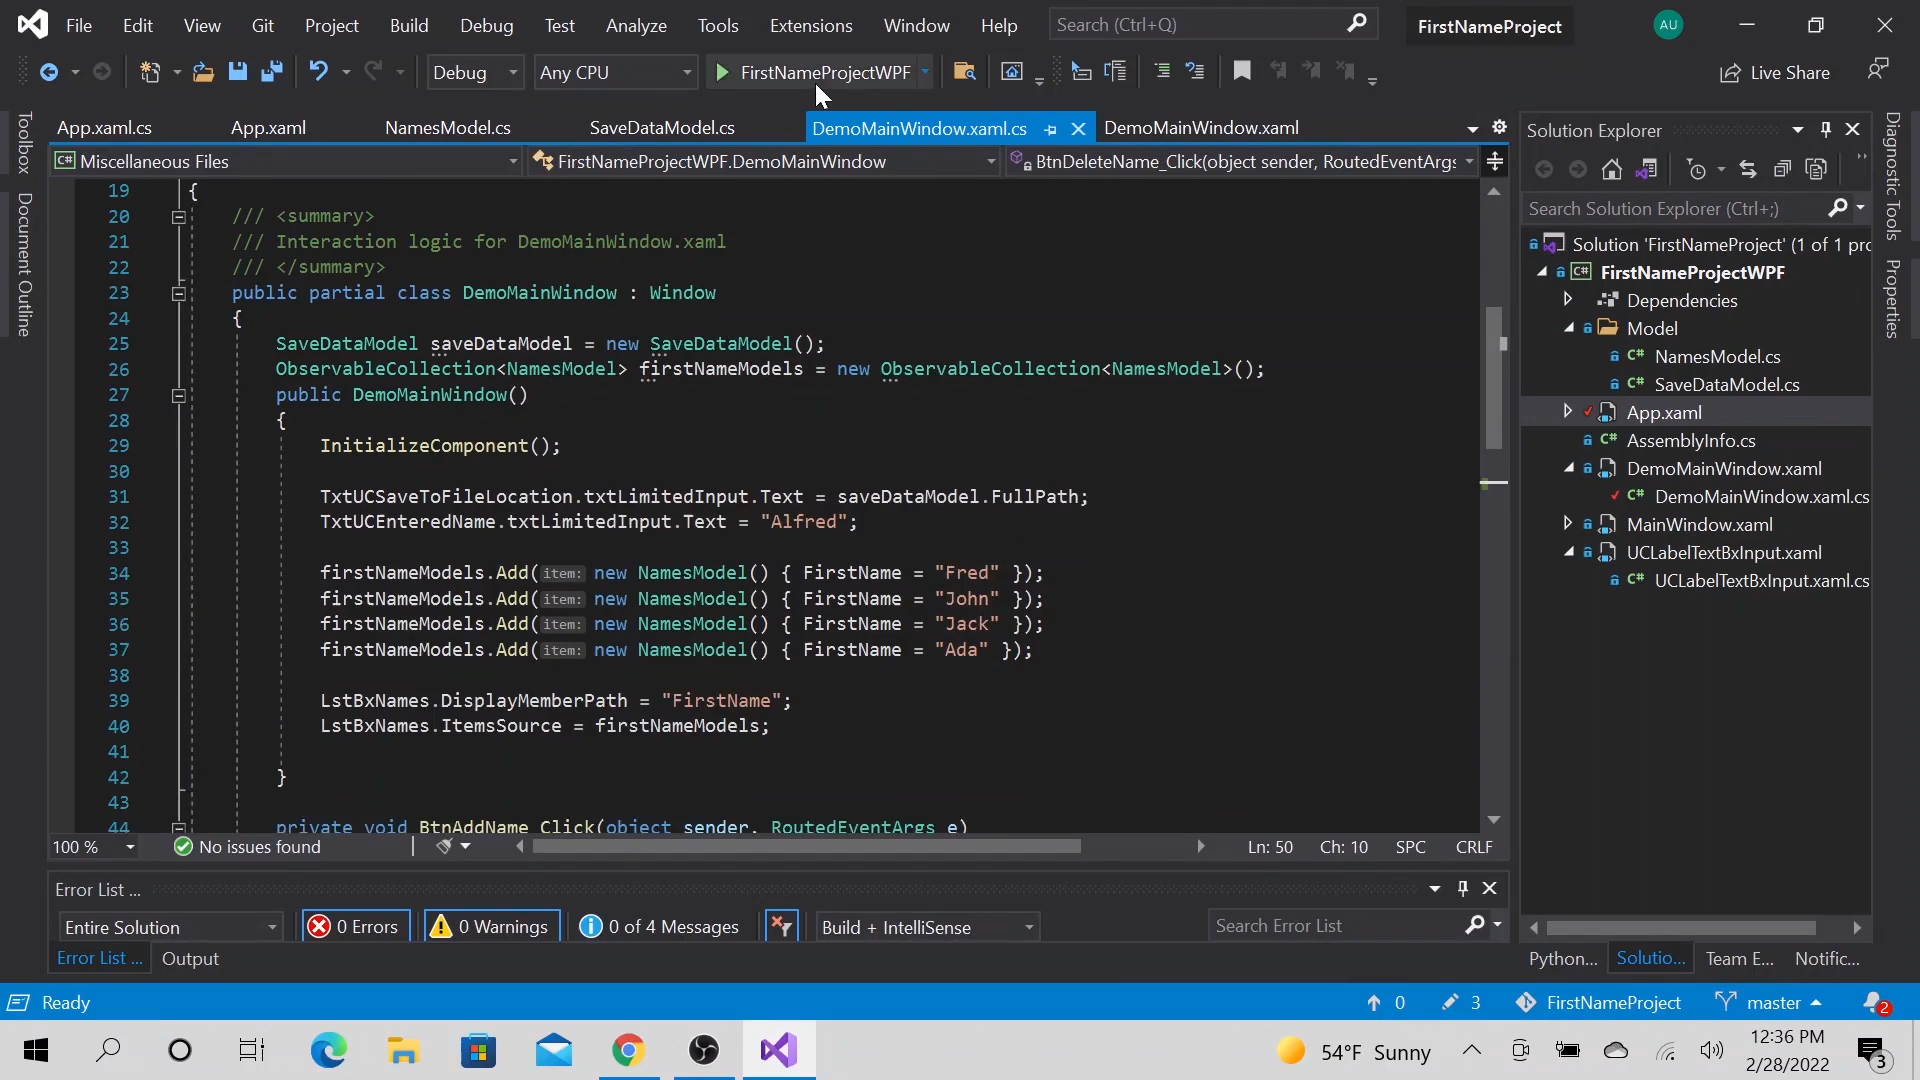 File Edit View Git Project Build Debug Test Analyze Tools Extensions Window Help Search (Ctrl+Q) FirstNameProject AU
Debug Any CPU FirstNameProjectWPF Live Share
Toolbox
Document Outline
App.xaml.cs App.xaml NamesModel.cs SaveDataModel.cs DemoMainWindow.xaml.cs DemoMainWindow.xaml
C# Miscellaneous Files FirstNameProjectWPF.DemoMainWindow BtnDeleteName_Click(object sender, RoutedEventArgs
19 {
20 /// <summary>
21 /// Interaction logic for DemoMainWindow.xaml
22 /// </summary>
23 public partial class DemoMainWindow : Window
24 {
25 SaveDataModel saveDataModel = new SaveDataModel();
26 ObservableCollection<NamesModel> firstNameModels = new ObservableCollection<NamesModel>();
27 public DemoMainWindow()
28 {
29 InitializeComponent();
30
31 TxtUCSaveToFileLocation.txtLimitedInput.Text = saveDataModel.FullPath;
32 TxtUCEnteredName.txtLimitedInput.Text = "Alfred";
33
34 firstNameModels.Add(item: new NamesModel() { FirstName = "Fred" });
35 firstNameModels.Add(item: new NamesModel() { FirstName = "John" });
36 firstNameModels.Add(item: new NamesModel() { FirstName = "Jack" });
37 firstNameModels.Add(item: new NamesModel() { FirstName = "Ada" });
38
39 LstBxNames.DisplayMemberPath = "FirstName";
40 LstBxNames.ItemsSource = firstNameModels;
41
42 }
43
44 private void BtnAddName_Click(object sender, RoutedEventArgs e)
100 % No issues found Ln: 50 Ch: 10 SPC CRLF
Error List ...
Entire Solution 0 Errors 0 Warnings 0 of 4 Messages Build + IntelliSense Search Error List
Error List ... Output
Solution Explorer
Search Solution Explorer (Ctrl+;)
Solution 'FirstNameProject' (1 of 1 pro
C# FirstNameProjectWPF
Dependencies
Model
C# NamesModel.cs
C# SaveDataModel.cs
App.xaml
C# AssemblyInfo.cs
DemoMainWindow.xaml
C# DemoMainWindow.xaml.cs
MainWindow.xaml
UCLabelTextBxInput.xaml
C# UCLabelTextBxInput.xaml.cs
Python... Solutio... Team E... Notific...
Diagnostic Tools
Properties
Ready 0 3 FirstNameProject master 2
54°F Sunny 12:36 PM
2/28/2022
3